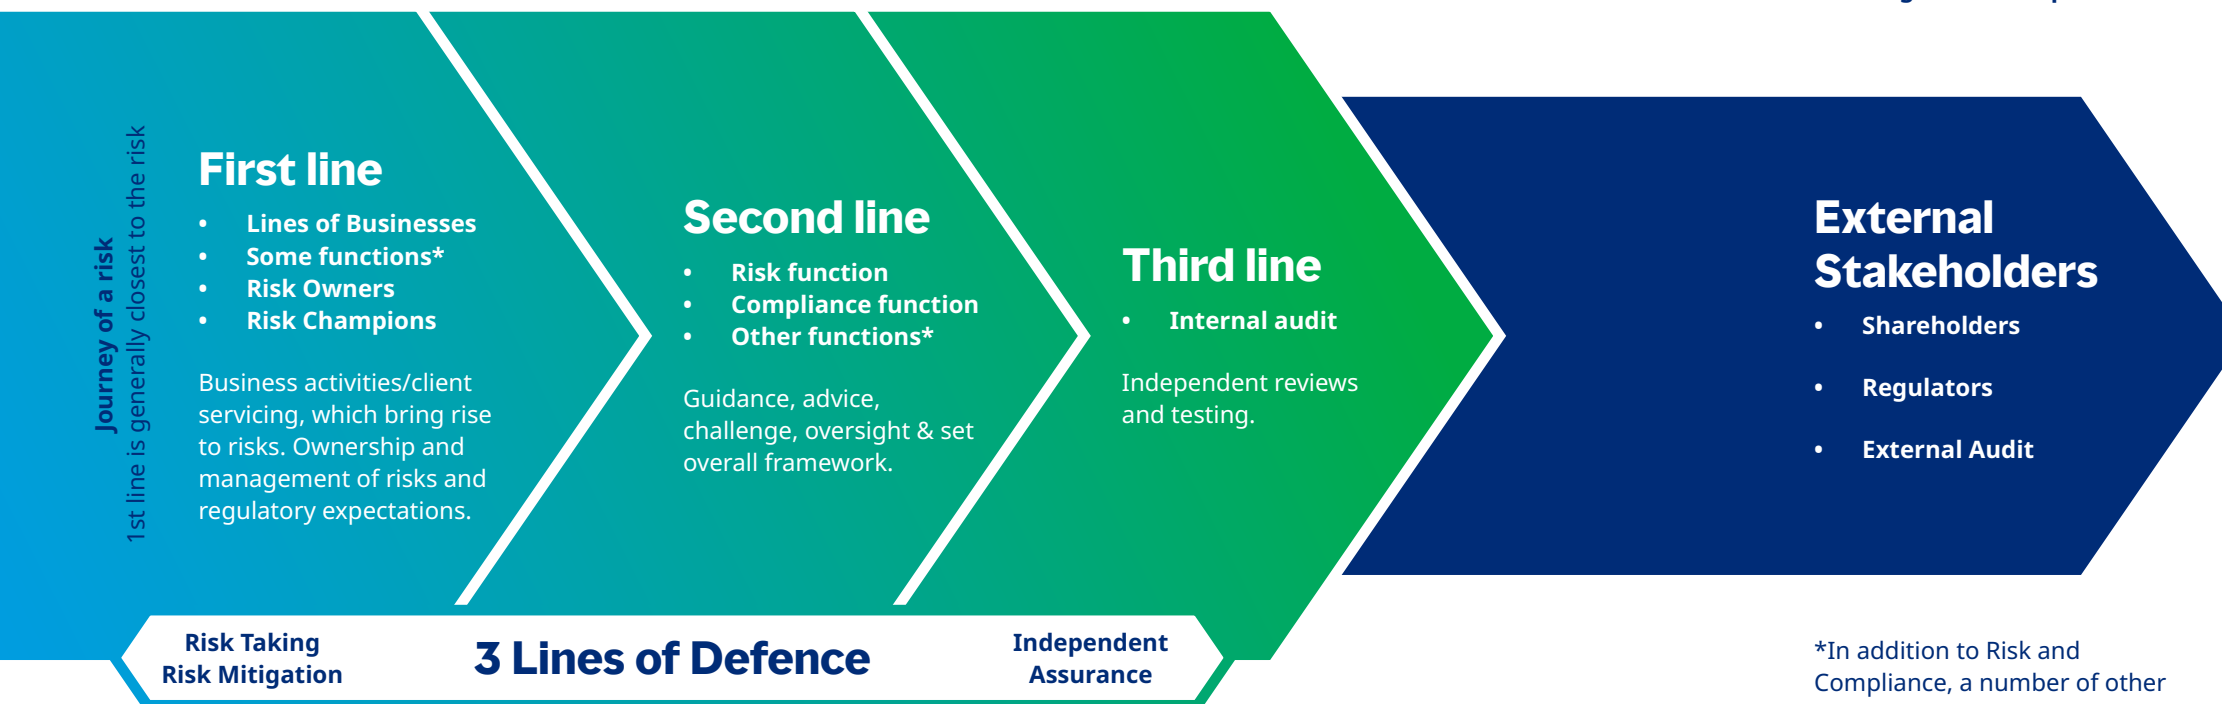 Journey of a risk
1st line is generally closest to the risk
First line
• Lines of Businesses
• Some functions*
• Risk Owners
• Risk Champions
Business activities/client
servicing, which bring rise
to risks. Ownership and
management of risks and
regulatory expectations.
Second line
• Risk function
• Compliance function
• Other functions*
Guidance, advice,
challenge, oversight & set
overall framework.
Third line
• Internal audit
Independent reviews
and testing.
External
Stakeholders
• Shareholders
• Regulators
• External Audit
Risk Taking
Risk Mitigation
3 Lines of Defence
Independent
Assurance
*In addition to Risk and
Compliance, a number of other